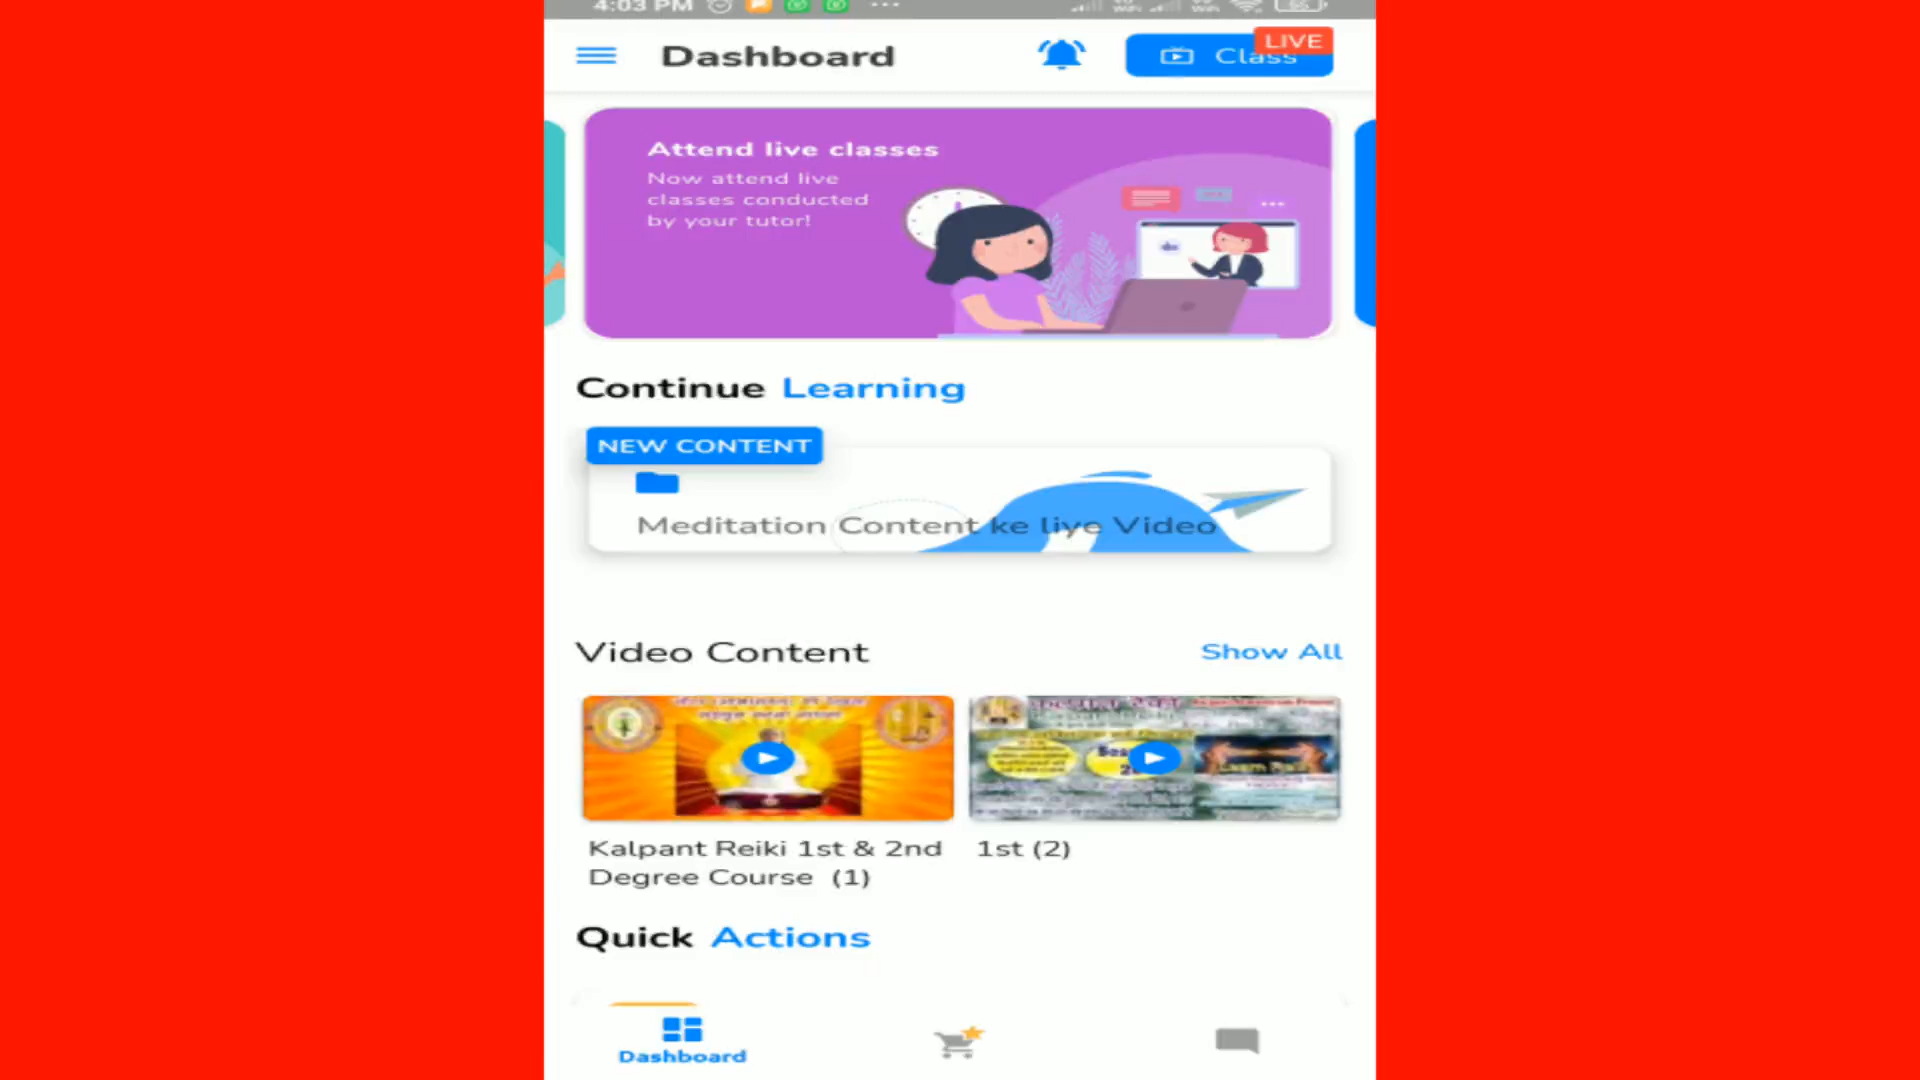 4:03 PM
Dashboard
LIVE
Class
Attend live classes
Now attend live
classes conducted
by your tutor!
Continue Learning
NEW CONTENT
Meditation Content ke liye Video
Video Content
Show All
Kalpant Reiki 1st & 2nd
Degree Course (1)
1st (2)
Quick Actions
Dashboard